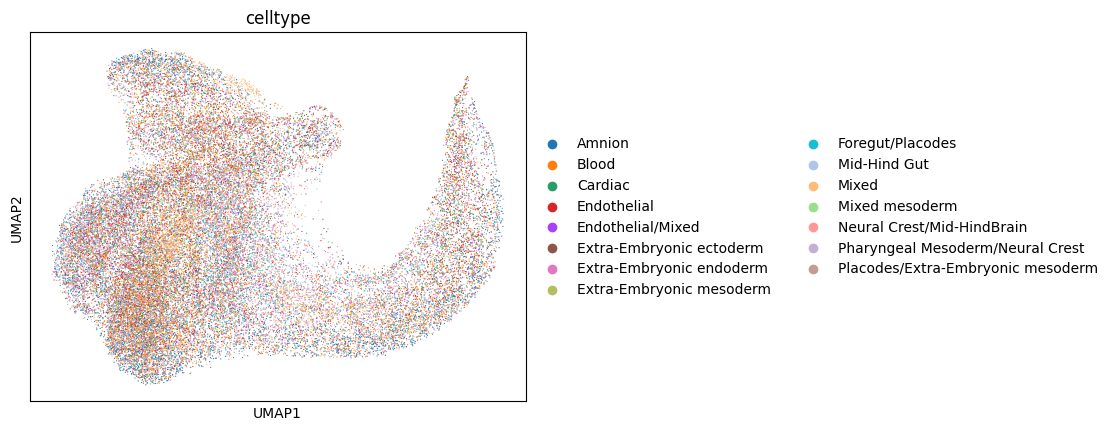 celltype
UMAP2
UMAP1
Amnion
Blood
Cardiac
Endothelial
Endothelial/Mixed
Extra-Embryonic ectoderm
Extra-Embryonic endoderm
Extra-Embryonic mesoderm
Foregut/Placodes
Mid-Hind Gut
Mixed
Mixed mesoderm
Neural Crest/Mid-HindBrain
Pharyngeal Mesoderm/Neural Crest
Placodes/Extra-Embryonic mesoderm